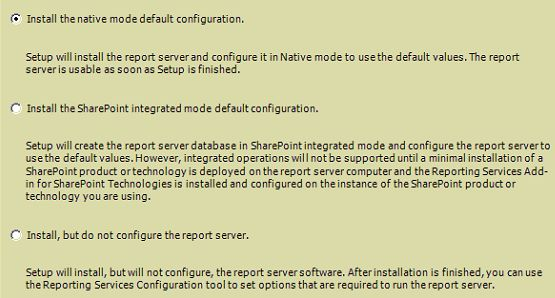 Install the native mode default configuration.
Setup will install the report server and configure it in Native mode to use the default values. The report
server is usable as soon as Setup is finished.
Install the SharePoint integrated mode default configuration.
Setup will create the report server database in SharePoint integrated mode and configure the report server to
use the default values. However, integrated operations will not be supported until a minimal installation of a
SharePoint product or technology is deployed on the report server computer and the Reporting Services Add-
in for SharePoint Technologies is installed and configured on the instance of the SharePoint product or
technology you are using.
Install, but do not configure the report server.
Setup will install, but will not configure, the report server software. After installation is finished, you can use
the Reporting Services Configuration tool to set options that are required to run the report server.